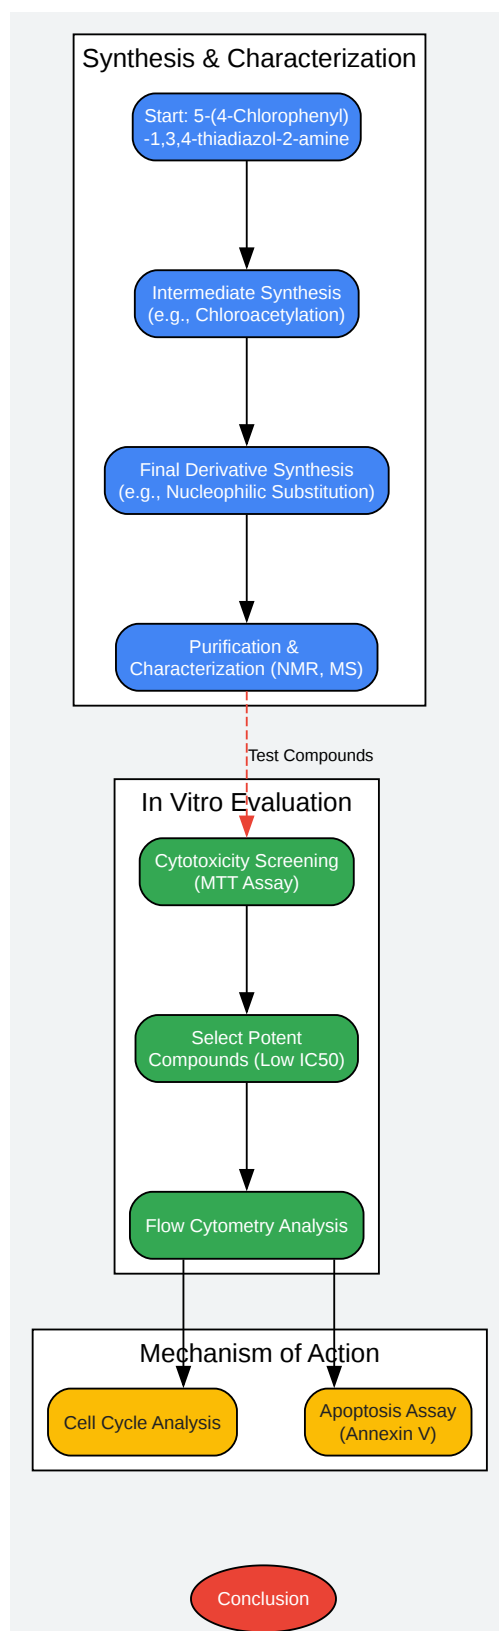 Synthesis & Characterization
Start: 5-(4-Chlorophenyl)
-1,3,4-thiadiazol-2-amine
Intermediate Synthesis
(e.g., Chloroacetylation)
Final Derivative Synthesis
(e.g., Nucleophilic Substitution)
Purification &
Characterization (NMR, MS)
Test Compounds
In Vitro Evaluation
Cytotoxicity Screening
(MTT Assay)
Select Potent
Compounds (Low IC50)
Flow Cytometry Analysis
Mechanism of Action
Cell Cycle Analysis
Apoptosis Assay
(Annexin V)
Conclusion